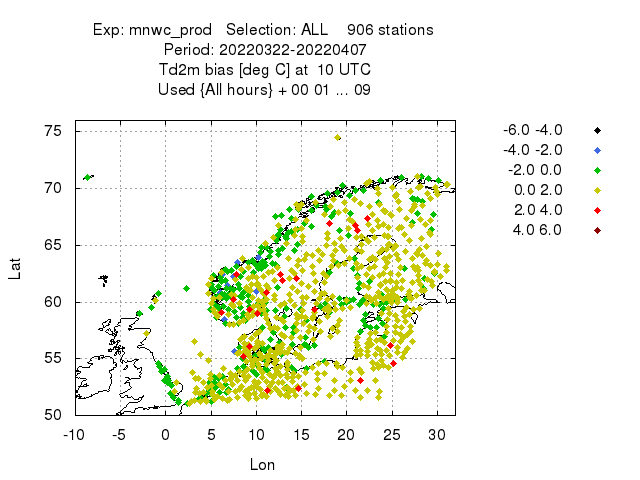 Exp: mnwc_prod Selection: ALL 906 stations
Period: 20220322-20220407
Td2m bias [deg C] at 10 UTC
Used {All hours} + 00 01 ... 09
-6.0 -4.0
-4.0 -2.0
-2.0 0.0
0.0 2.0
2.0 4.0
4.0 6.0
75
70
65
60
55
50
Lat
-10 -5 0 5 10 15 20 25 30
Lon